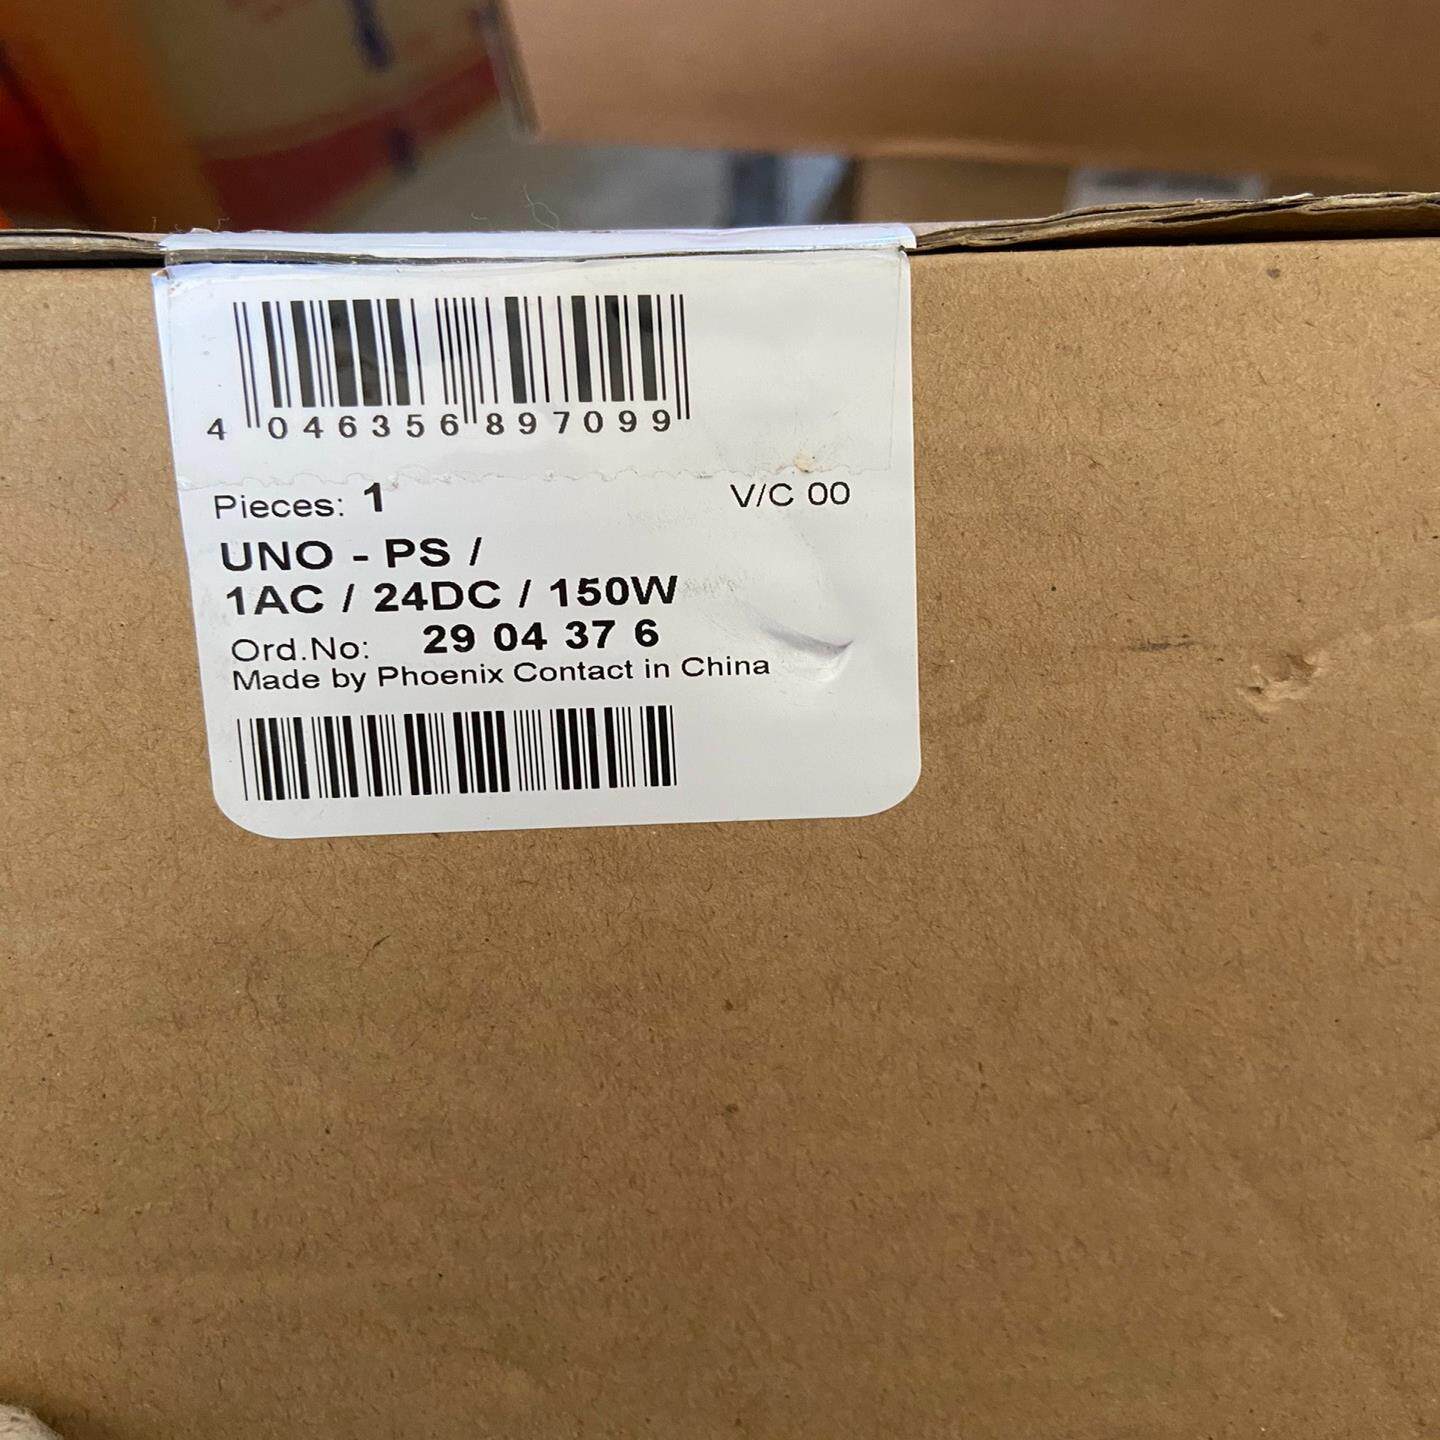 4 046356 897099
Pieces: 1 V/C 00
UNO - PS /
1AC / 24DC / 150W
Ord.No: 29 04 37 6
Made by Phoenix Contact in China